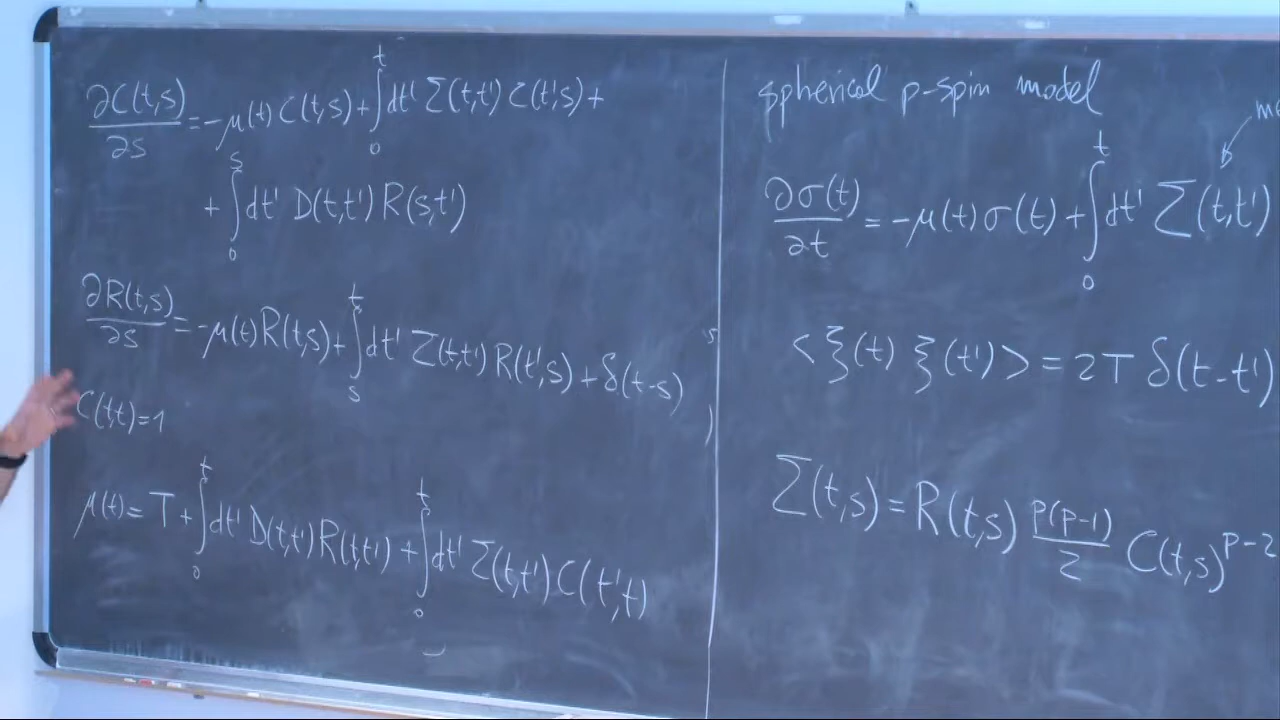 ∂C(t,s)/∂s = -μ(t) C(t,s) + ∫₀ᵗ dt' Σ(t,t') C(t',s) +
+ ∫₀ˢ dt' D(t,t') R(s,t')
∂R(t,s)/∂s = -μ(t) R(t,s) + ∫ₛᵗ dt' Σ(t,t') R(t',s) + δ(t-s)
C(t,t)=1
μ(t) = T + ∫₀ᵗ dt' D(t,t') R(t,t') + ∫₀ᵗ dt' Σ(t,t') C(t',t)
spherical p-spin model
∂σ(t)/∂t = -μ(t) σ(t) + ∫₀ᵗ dt' Σ(t,t')
<ξ(t) ξ(t')> = 2T δ(t-t')
Σ(t,s) = R(t,s) p(p-1)/2 C(t,s)^{p-2}